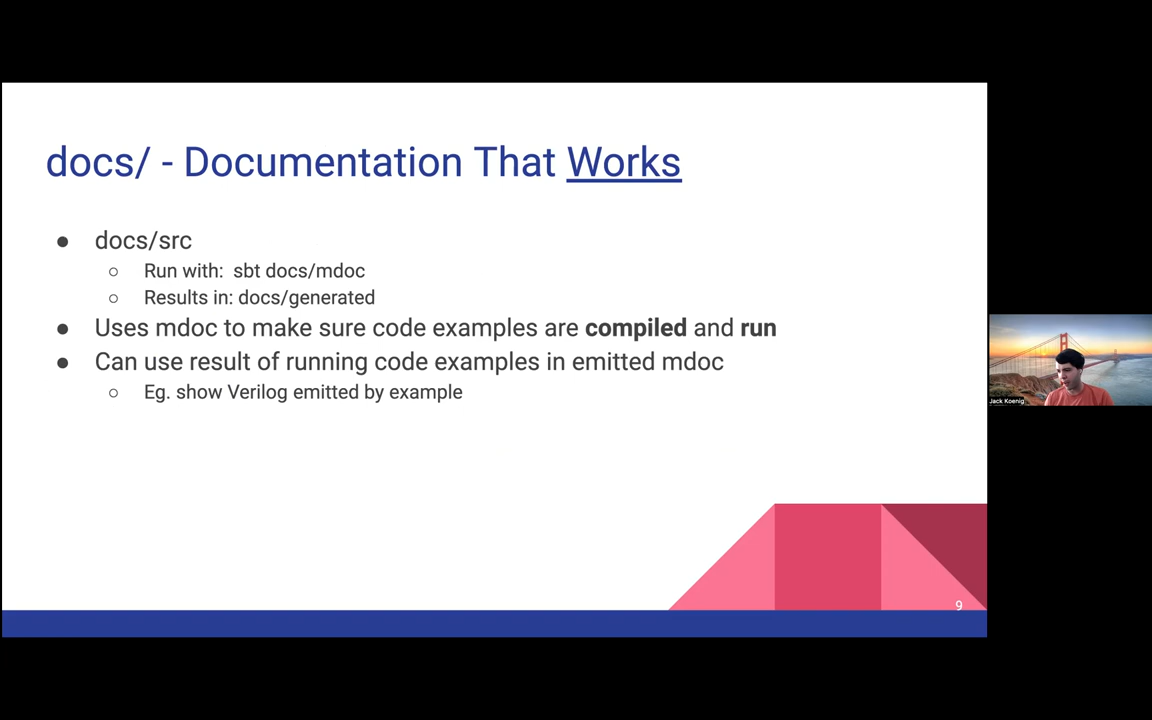 docs/ - Documentation That Works
● docs/src
○ Run with: sbt docs/mdoc
○ Results in: docs/generated
● Uses mdoc to make sure code examples are compiled and run
● Can use result of running code examples in emitted mdoc
○ Eg. show Verilog emitted by example
Jack Koenig
9